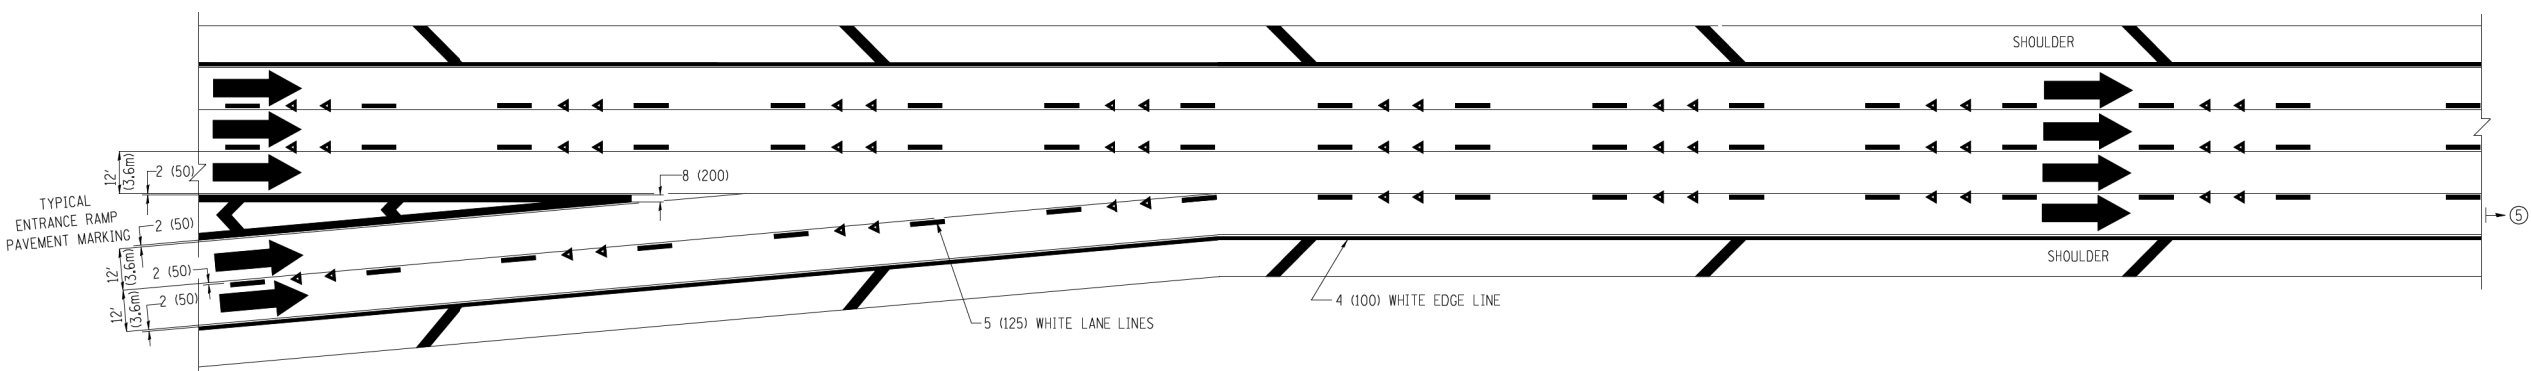 SHOULDER
12'
(3.6m)
2 (50)
8 (200)
TYPICAL
ENTRANCE RAMP
PAVEMENT MARKING
2 (50)
12'
(3.6m)
2 (50)
12'
(3.6m)
2 (50)
5 (125) WHITE LANE LINES
4 (100) WHITE EDGE LINE
SHOULDER
5